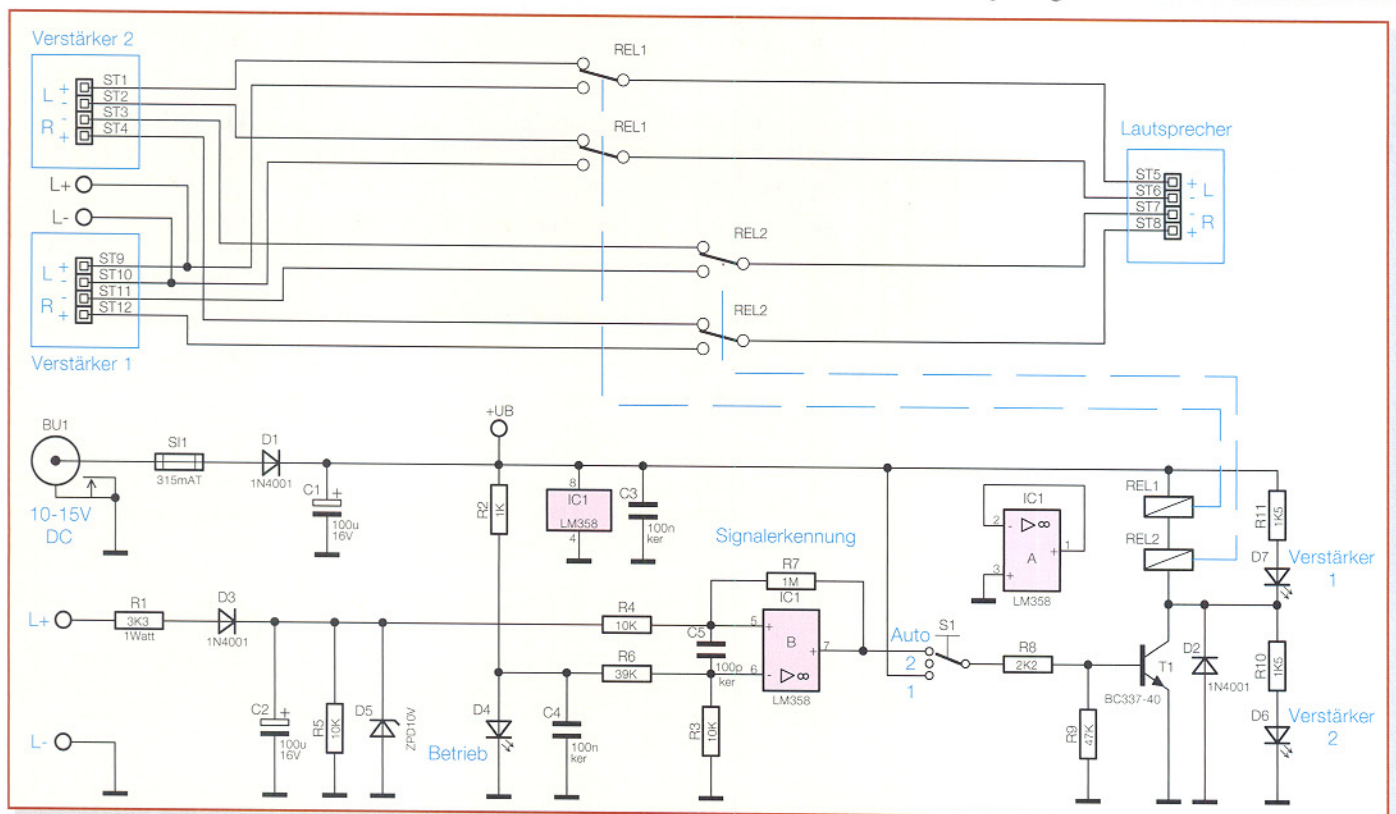 Verstärker 2
L +
-
R -
+
ST1
ST2
ST3
ST4
REL1
REL1
Lautsprecher
ST5
ST6
ST7
ST8
+ L
-
- R
+
L+
L-
L +
-
R -
+
ST9
ST10
ST11
ST12
Verstärker 1
REL2
REL2
BU1
10-15V
DC
SI1
315mAT
D1
1N4001
C1
+
100u
16V
+UB
R2
1K
8
IC1
LM358
4
C3
100n
ker
Signalerkennung
R7
1M
IC1
2
-
▷∞
A
3
+
+
1
LM358
REL1
REL2
R11
1K5
D7
Verstärker
1
L+
R1
3K3
1Watt
D3
1N4001
R4
10K
R6
39K
C5
100p
ker
IC1
5
+
B
6
-
▷∞
+
7
LM358
Auto
2
1
S1
R8
2K2
T1
BC337-40
D2
1N4001
R10
1K5
D6
Verstärker
2
L-
C2
+
100u
16V
R5
10K
D5
ZPD10V
D4
Betrieb
C4
100n
ker
R3
10K
R9
47K